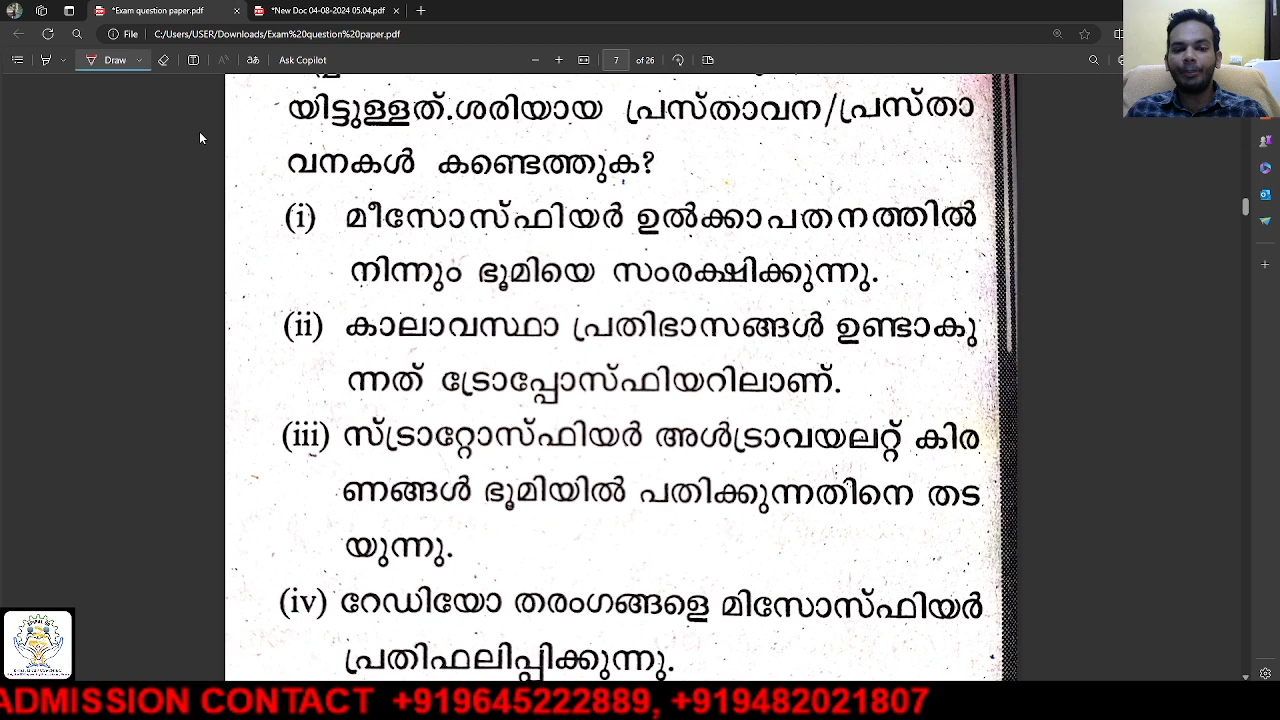 *Exam question paper.pdf
*New Doc 04-08-2024 05.04.pdf
File C:/Users/USER/Downloads/Exam%20question%20paper.pdf
Draw Ask Copilot 7 of 26
യിട്ടുള്ളത്.ശരിയായ പ്രസ്താവന/പ്രസ്താ
വനകൾ കണ്ടെത്തുക?
(i) മീസോസ്ഫിയർ ഉൽക്കാപതനത്തിൽ
നിന്നും ഭൂമിയെ സംരക്ഷിക്കുന്നു.
(ii) കാലാവസ്ഥാ പ്രതിഭാസങ്ങൾ ഉണ്ടാകു
ന്നത് ട്രോപ്പോസ്ഫിയറിലാണ്.
(iii) സ്ട്രാറ്റോസ്ഫിയർ അൾട്രാവയലറ്റ് കിര
ണങ്ങൾ ഭൂമിയിൽ പതിക്കുന്നതിനെ തട
യുന്നു.
(iv) റേഡിയോ തരംഗങ്ങളെ മിസോസ്ഫിയർ
പ്രതിഫലിപ്പിക്കുന്നു.
ADMISSION CONTACT +919645222889, +919482021807